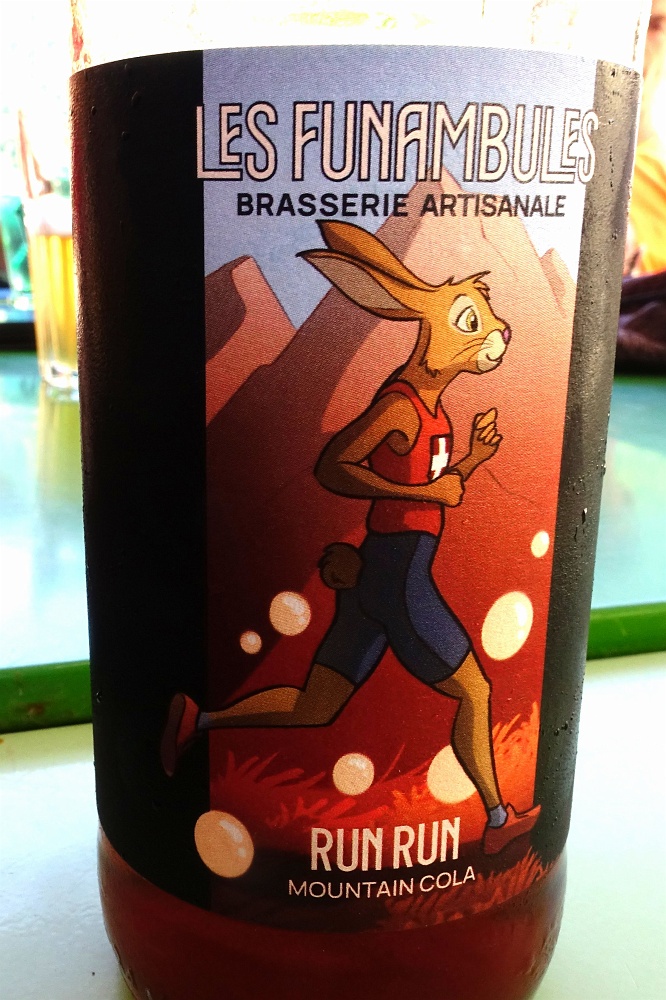 LES FUNAMBULES
BRASSERIE ARTISANALE
RUN RUN
MOUNTAIN COLA